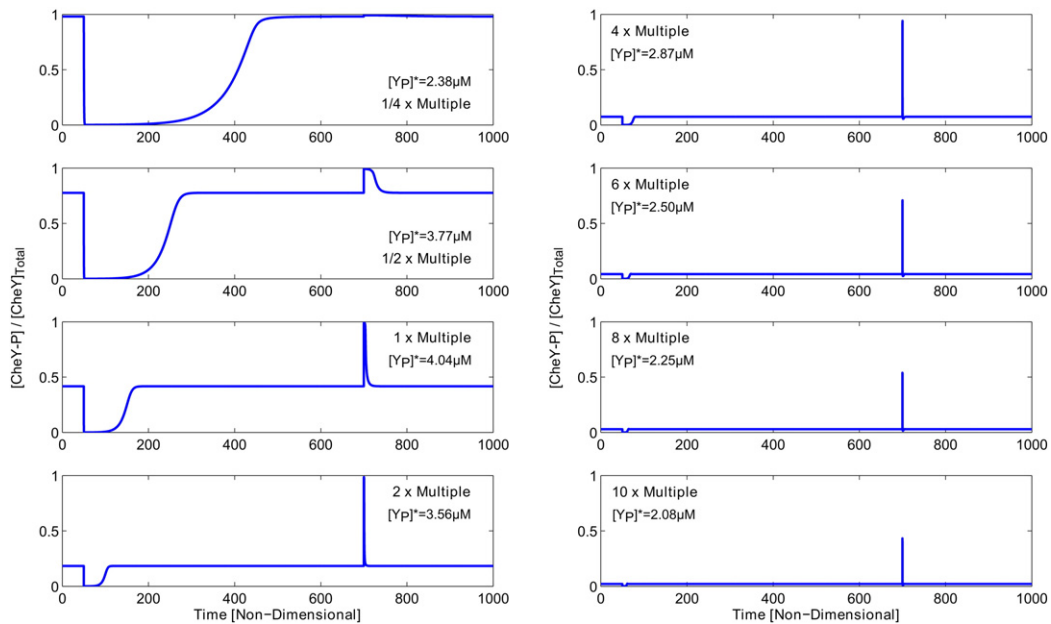 [CheY-P] / [CheY]Total
1
0.5
0
0 200 400 600 800 1000
[YP]*=2.38µM
1/4 x Multiple
1
0.5
0
0 200 400 600 800 1000
[YP]*=3.77µM
1/2 x Multiple
1
0.5
0
0 200 400 600 800 1000
1 x Multiple
[YP]*=4.04µM
1
0.5
0
0 200 400 600 800 1000
2 x Multiple
[YP]*=3.56µM
Time [Non−Dimensional]
[CheY-P] / [CheY]Total
1
0.5
0
0 200 400 600 800 1000
4 x Multiple
[YP]*=2.87µM
1
0.5
0
0 200 400 600 800 1000
6 x Multiple
[YP]*=2.50µM
1
0.5
0
0 200 400 600 800 1000
8 x Multiple
[YP]*=2.25µM
1
0.5
0
0 200 400 600 800 1000
10 x Multiple
[YP]*=2.08µM
Time [Non−Dimensional]